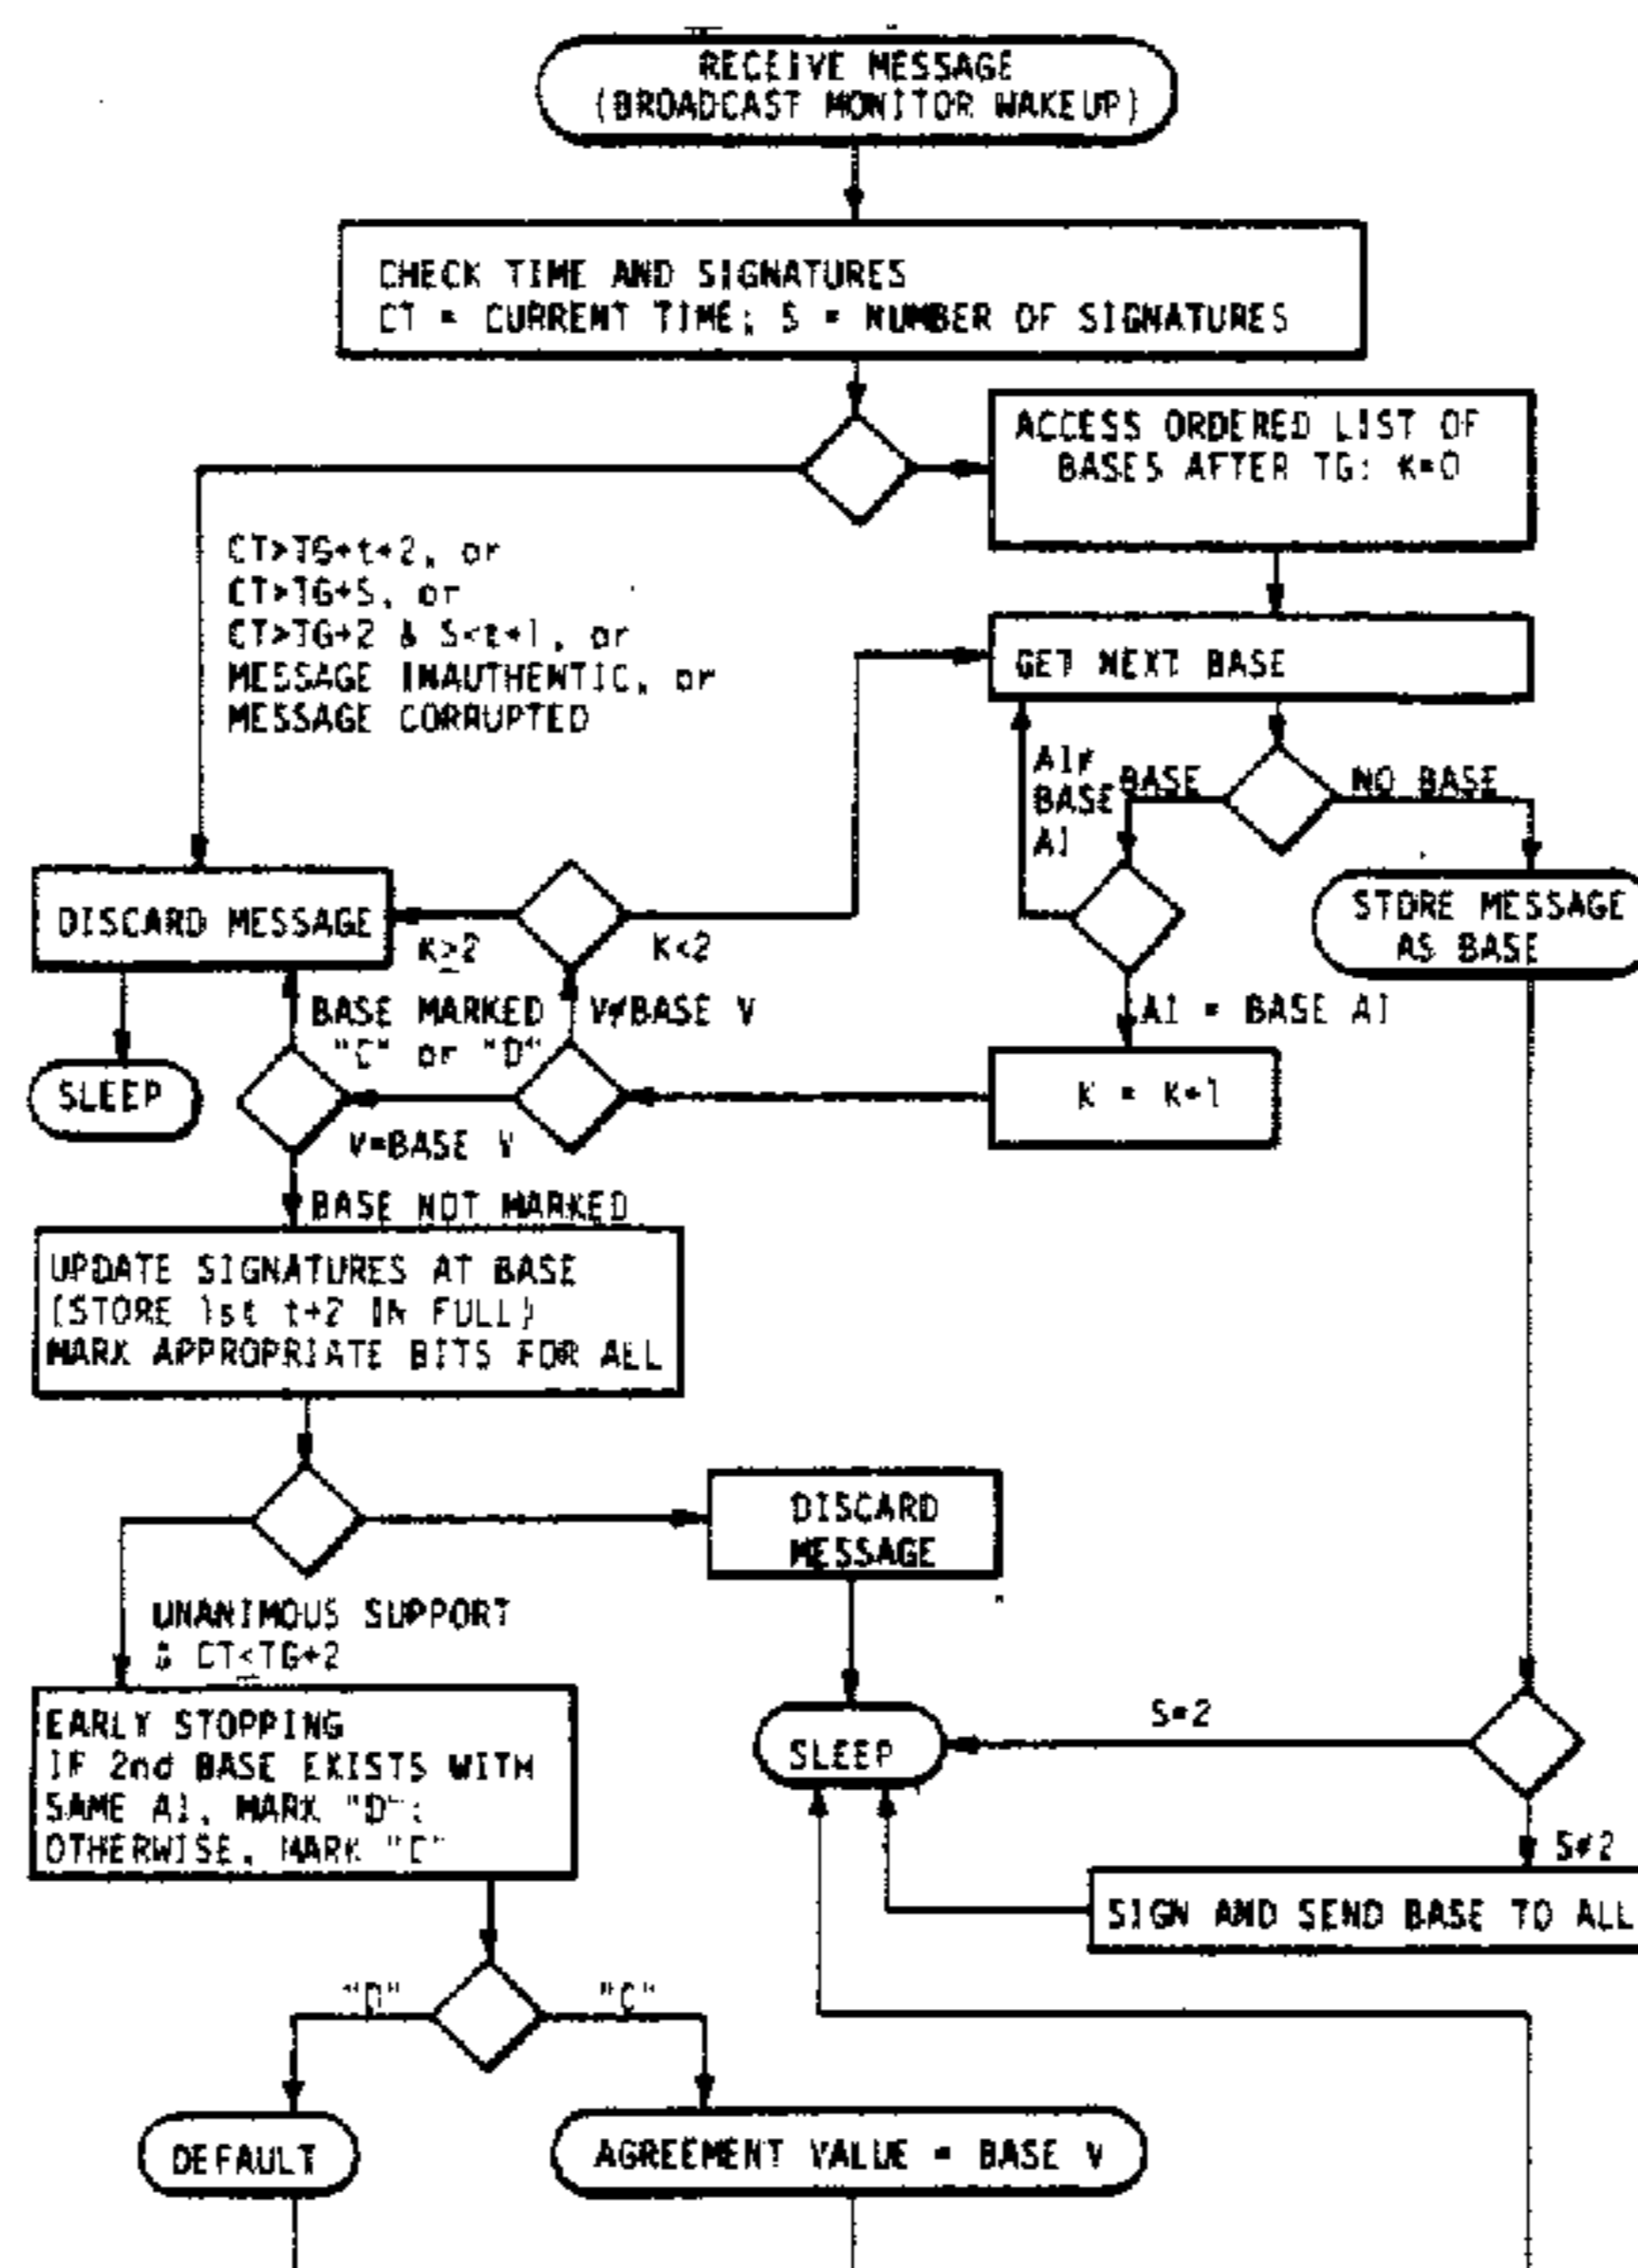 RECEIVE MESSAGE
(BROADCAST MONITOR WAKEUP)
CHECK TIME AND SIGNATURES
CT = CURRENT TIME; S = NUMBER OF SIGNATURES
ACCESS ORDERED LIST OF
BASES AFTER TG: K=0
CT>TG+t+2, or
CT>TG+S, or
CT>TG+2 & S<t+1, or
MESSAGE INAUTHENTIC, or
MESSAGE CORRUPTED
GET NEXT BASE
AI≠
BASE
AI
BASE
NO BASE
DISCARD MESSAGE
K≥2
K<2
STORE MESSAGE
AS BASE
BASE MARKED
"C" or "D"
V≠BASE V
AI = BASE AI
SLEEP
K = K+1
V=BASE V
BASE NOT MARKED
UPDATE SIGNATURES AT BASE
(STORE 1st t+2 IN FULL)
MARK APPROPRIATE BITS FOR ALL
DISCARD
MESSAGE
UNANIMOUS SUPPORT
& CT<TG+2
EARLY STOPPING
IF 2nd BASE EXISTS WITH
SAME AI, MARK "D";
OTHERWISE, MARK "C"
SLEEP
S=2
S≠2
SIGN AND SEND BASE TO ALL
"D"
"C"
DEFAULT
AGREEMENT VALUE = BASE V